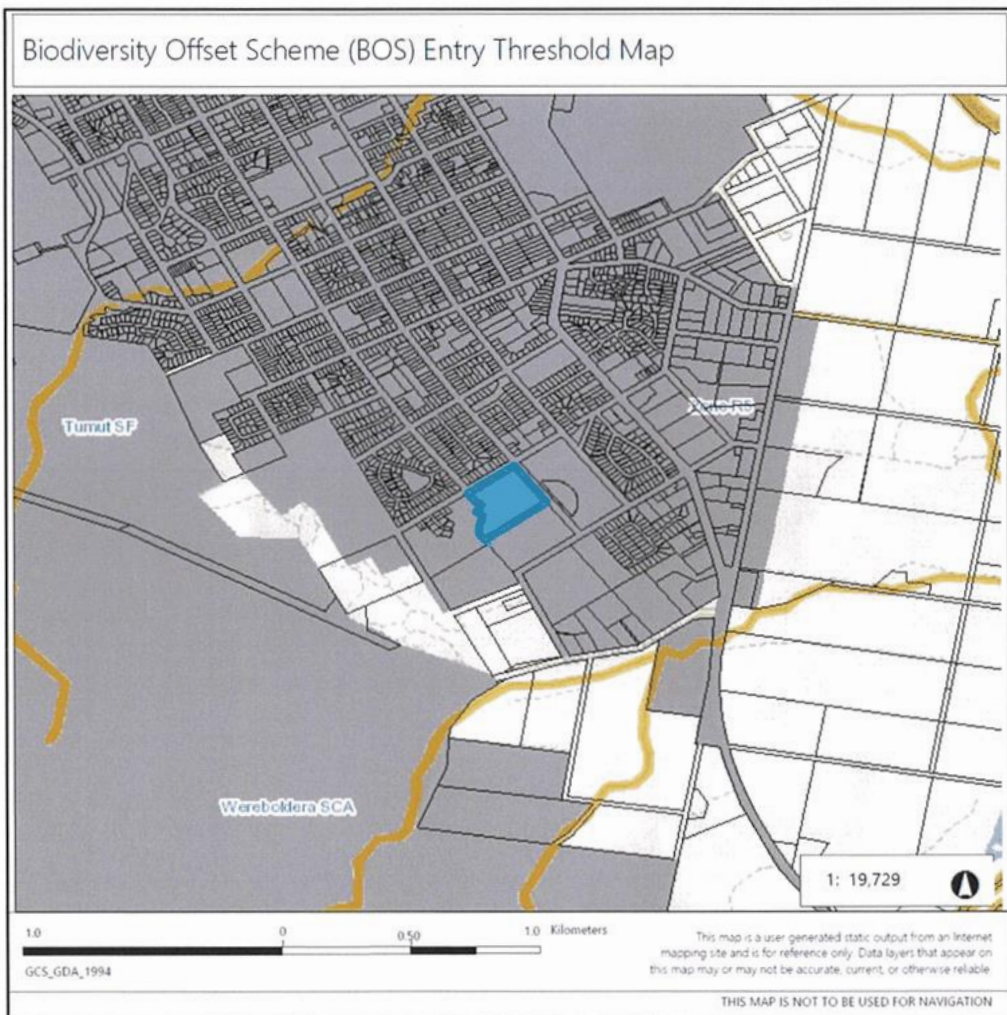 Biodiversity Offset Scheme (BOS) Entry Threshold Map
Tumut SF
Wereboldera SCA
1: 19,729
1.0 0 0.50 1.0 Kilometers
GCS_GDA_1994
This map is a user generated static output from an Internet
mapping site and is for reference only. Data layers that appear on
this map may or may not be accurate, current, or otherwise reliable.
THIS MAP IS NOT TO BE USED FOR NAVIGATION